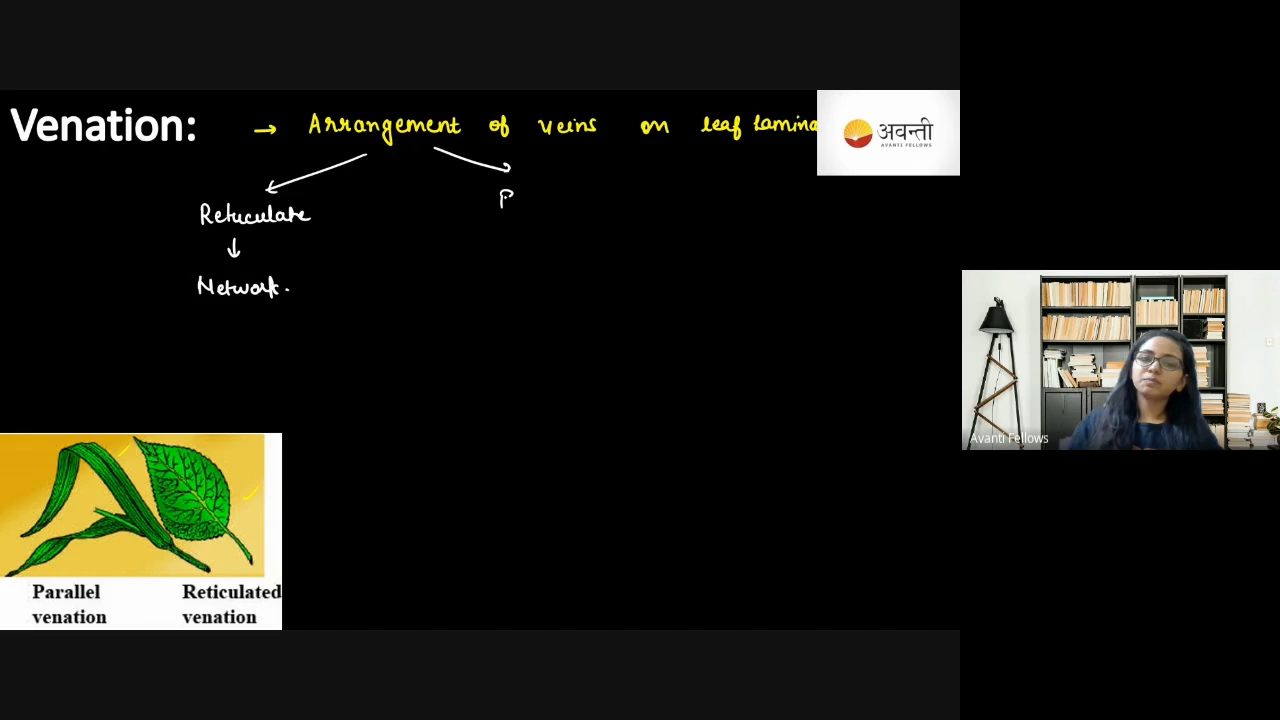 Venation: → Arrangement of veins on leaf lamina
अवन्ती
AVANTI FELLOWS
Reticulate
P
↓
Network.
Avanti Fellows
Parallel venation
Reticulated venation